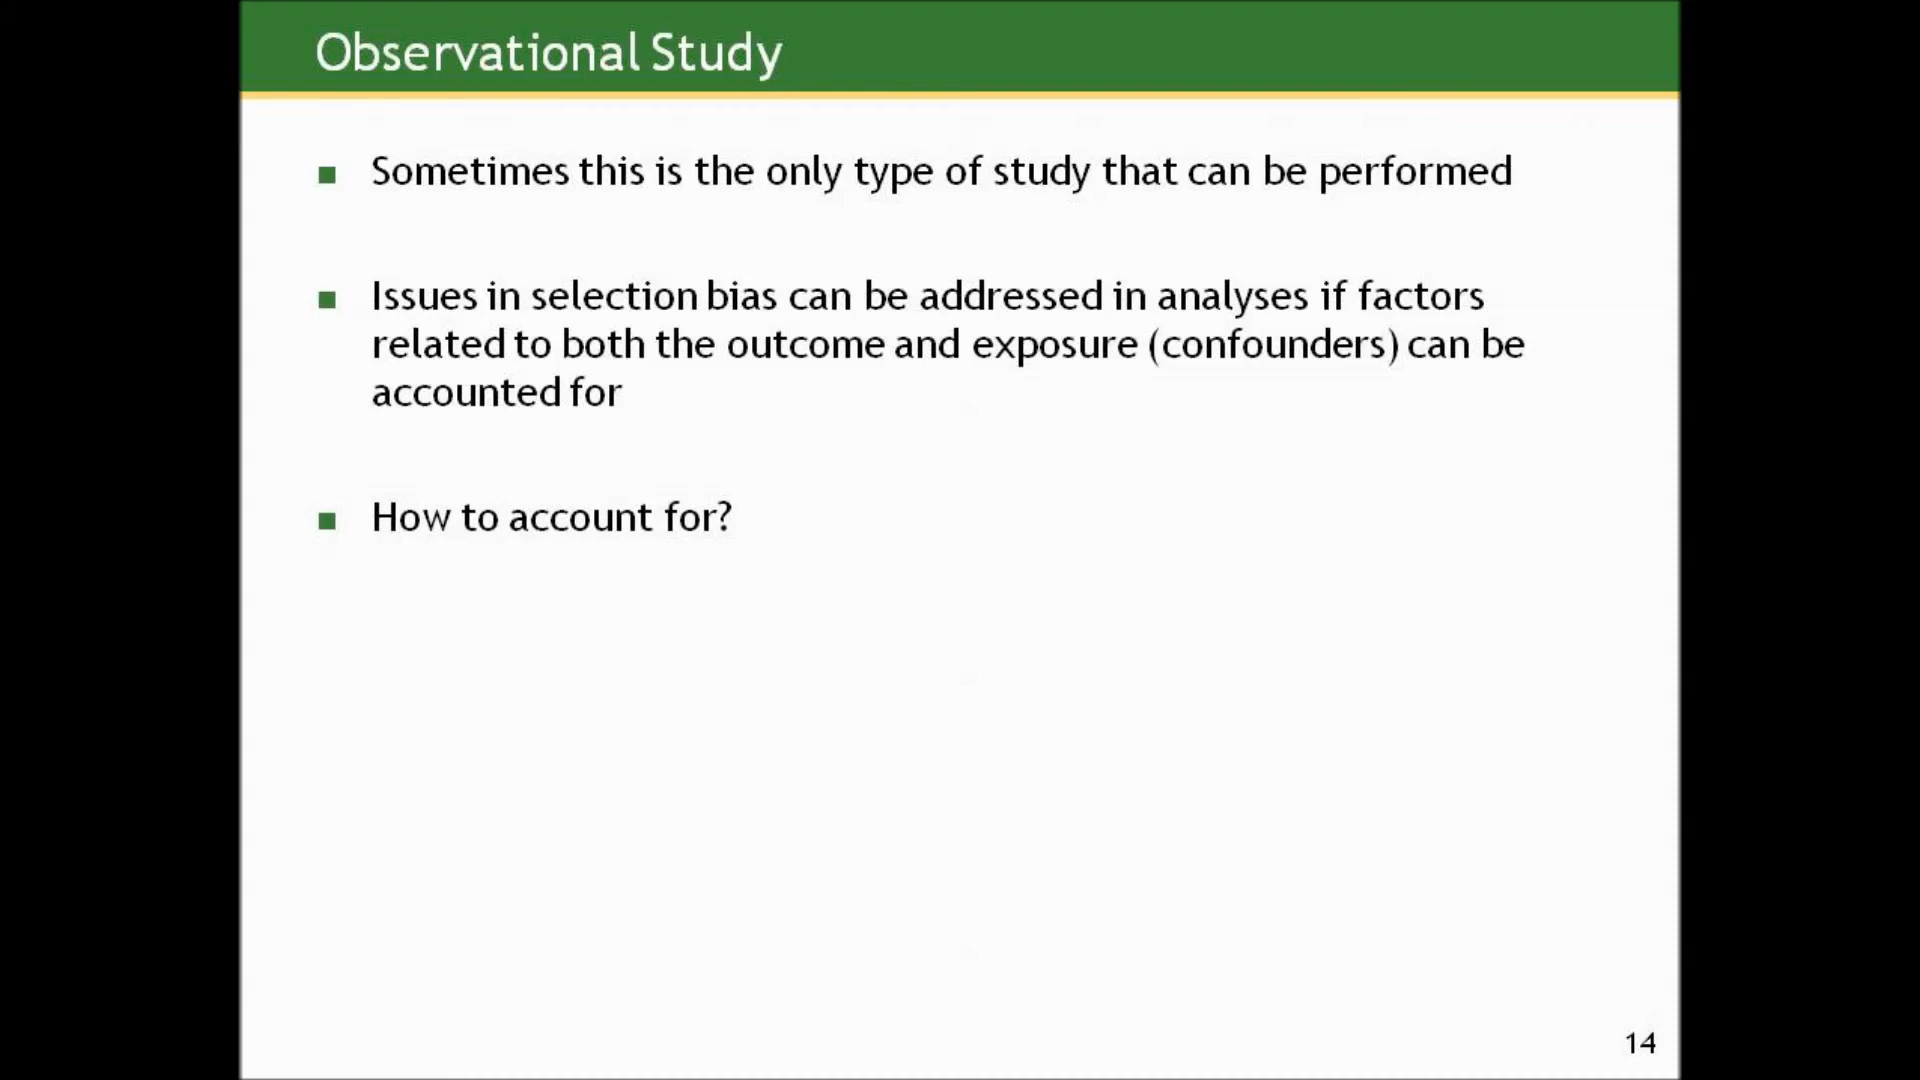 Observational Study
Sometimes this is the only type of study that can be performed
Issues in selection bias can be addressed in analyses if factors
related to both the outcome and exposure (confounders) can be
accounted for
How to account for?
14